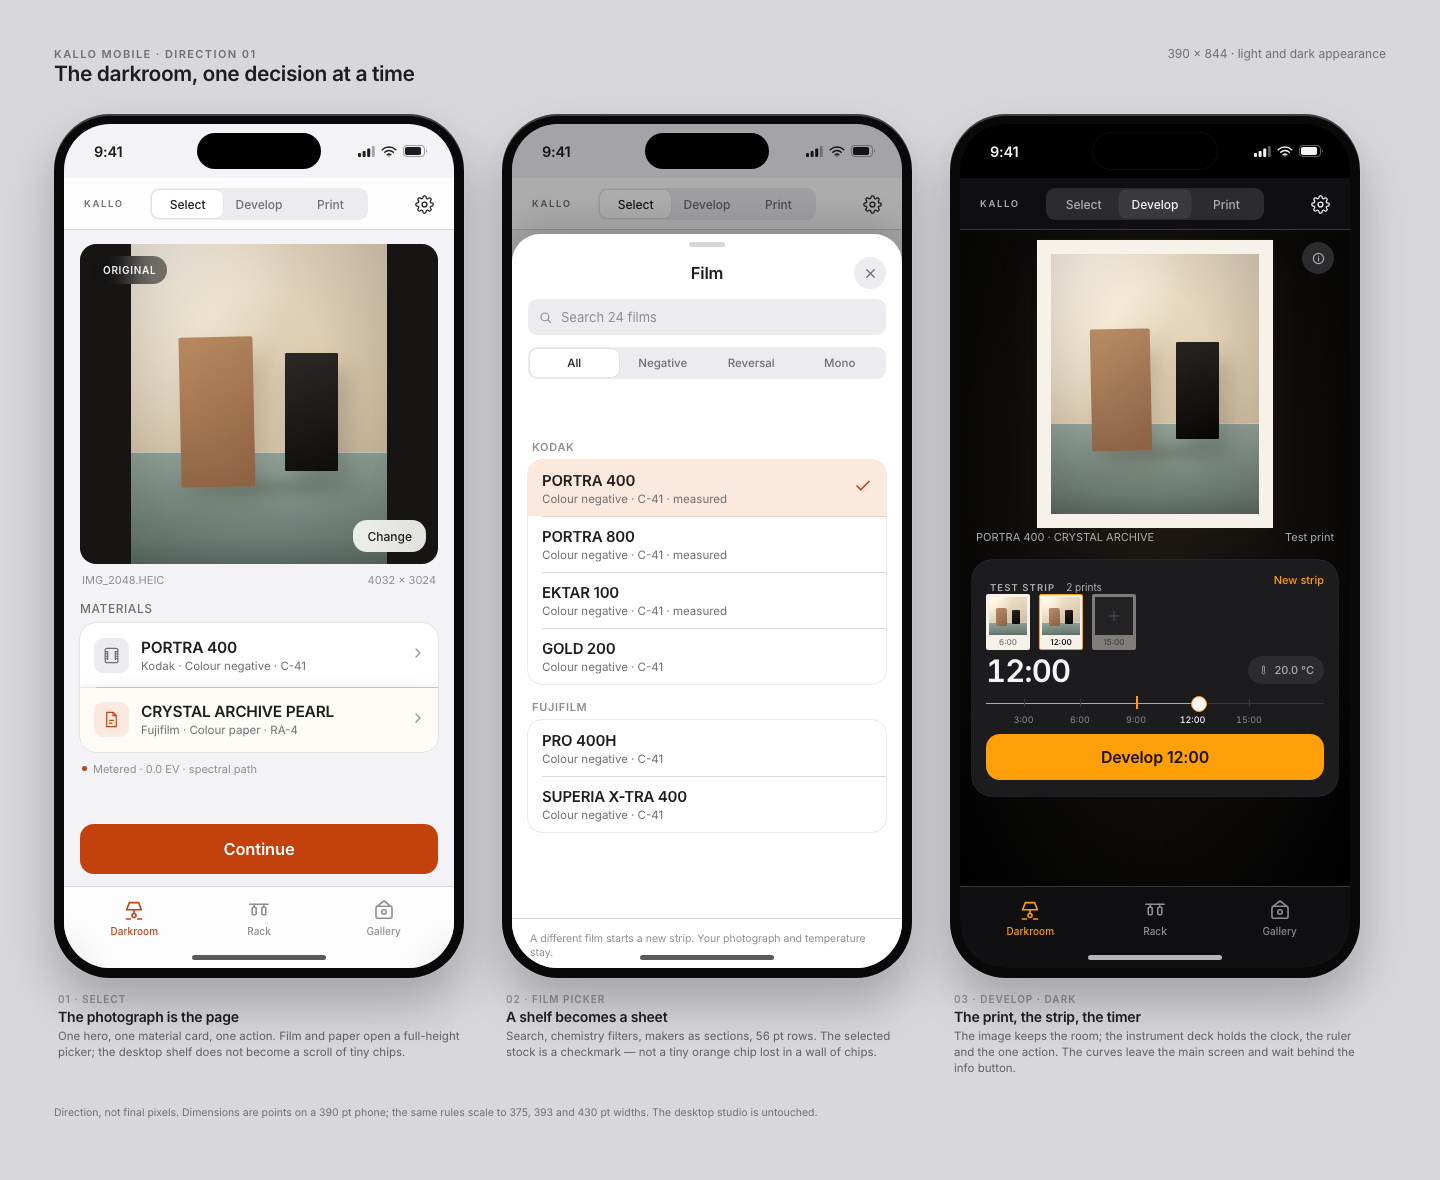 KALLO MOBILE · DIRECTION 01
The darkroom, one decision at a time
390 × 844 · light and dark appearance
9:41
KALLO
Select
Develop
Print
ORIGINAL
Change
IMG_2048.HEIC
4032 × 3024
MATERIALS
PORTRA 400
Kodak · Colour negative · C-41
CRYSTAL ARCHIVE PEARL
Fujifilm · Colour paper · RA-4
Metered · 0.0 EV · spectral path
Continue
Darkroom
Rack
Gallery
01 · SELECT
The photograph is the page
One hero, one material card, one action. Film and paper open a full-height
picker; the desktop shelf does not become a scroll of tiny chips.
9:41
KALLO
Select
Develop
Print
Film
Search 24 films
All
Negative
Reversal
Mono
KODAK
PORTRA 400
Colour negative · C-41 · measured
PORTRA 800
Colour negative · C-41 · measured
EKTAR 100
Colour negative · C-41 · measured
GOLD 200
Colour negative · C-41
FUJIFILM
PRO 400H
Colour negative · C-41
SUPERIA X-TRA 400
Colour negative · C-41
A different film starts a new strip. Your photograph and temperature
stay.
02 · FILM PICKER
A shelf becomes a sheet
Search, chemistry filters, makers as sections, 56 pt rows. The selected
stock is a checkmark — not a tiny orange chip lost in a wall of chips.
9:41
KALLO
Select
Develop
Print
PORTRA 400 · CRYSTAL ARCHIVE
Test print
TEST STRIP
2 prints
New strip
6:00
12:00
15:00
12:00
20.0 °C
3:00
6:00
9:00
12:00
15:00
Develop 12:00
Darkroom
Rack
Gallery
03 · DEVELOP · DARK
The print, the strip, the timer
The image keeps the room; the instrument deck holds the clock, the ruler
and the one action. The curves leave the main screen and wait behind the
info button.
Direction, not final pixels. Dimensions are points on a 390 pt phone; the same rules scale to 375, 393 and 430 pt widths. The desktop studio is untouched.